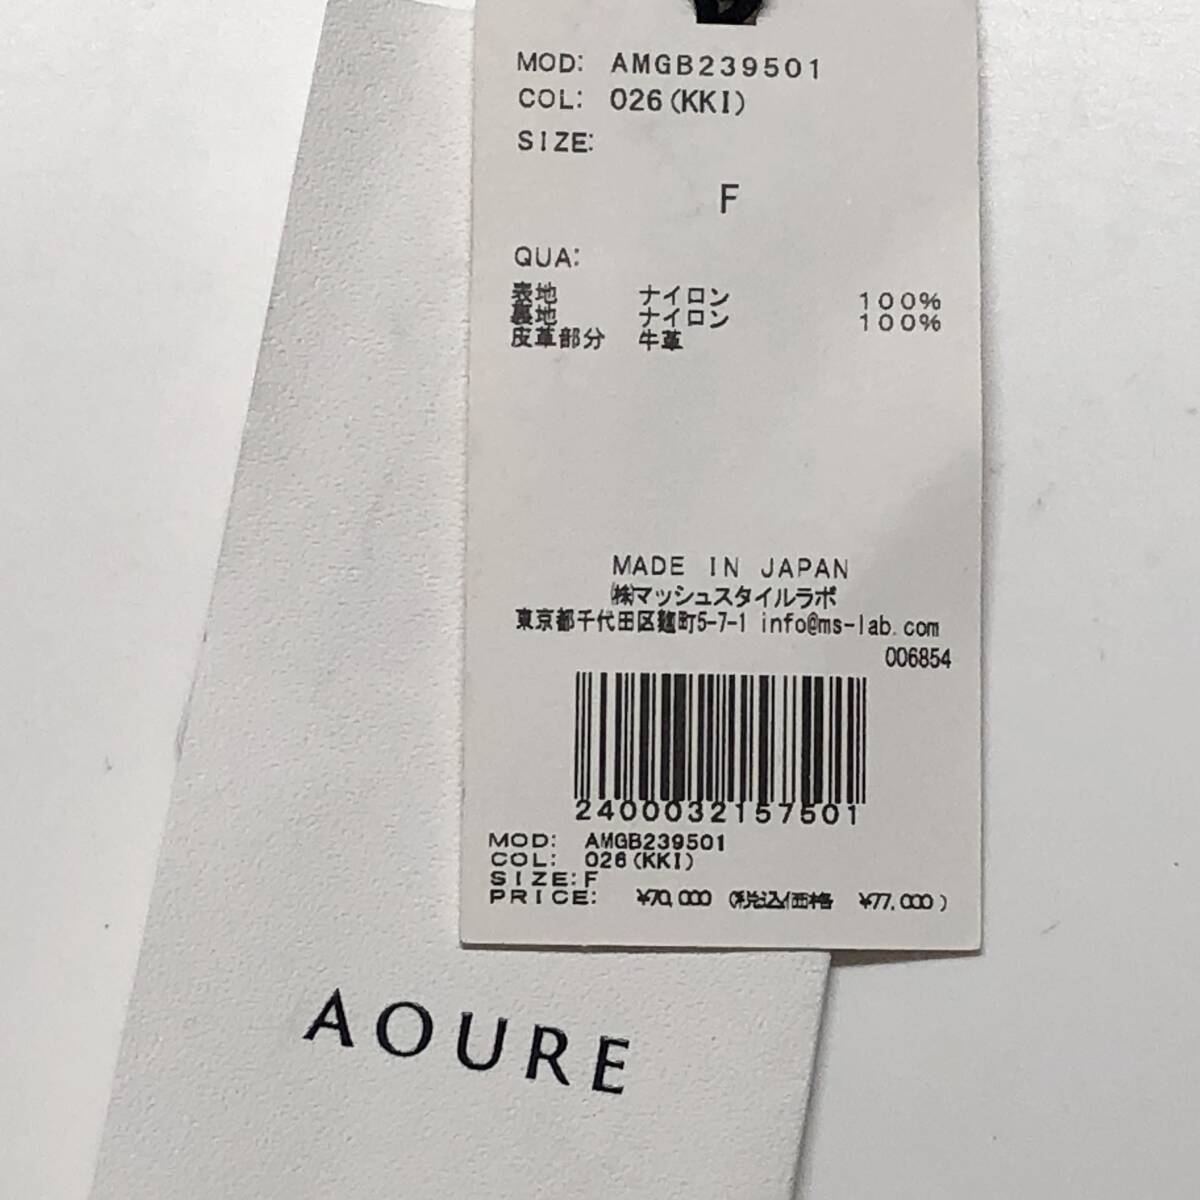 MOD: AMGB239501
COL: 026(KKI)
SIZE:
F
QUA:
表地 ナイロン 100%
裏地 ナイロン 100%
皮革部分 牛革
MADE IN JAPAN
㈱マッシュスタイルラボ
東京都千代田区麹町5-7-1 info@ms-lab.com
006854
2400032157501
MOD: AMGB239501
COL: 026(KKI)
SIZE:F
PRICE: ¥70,000 (税込価格 ¥77,000)
AOURE